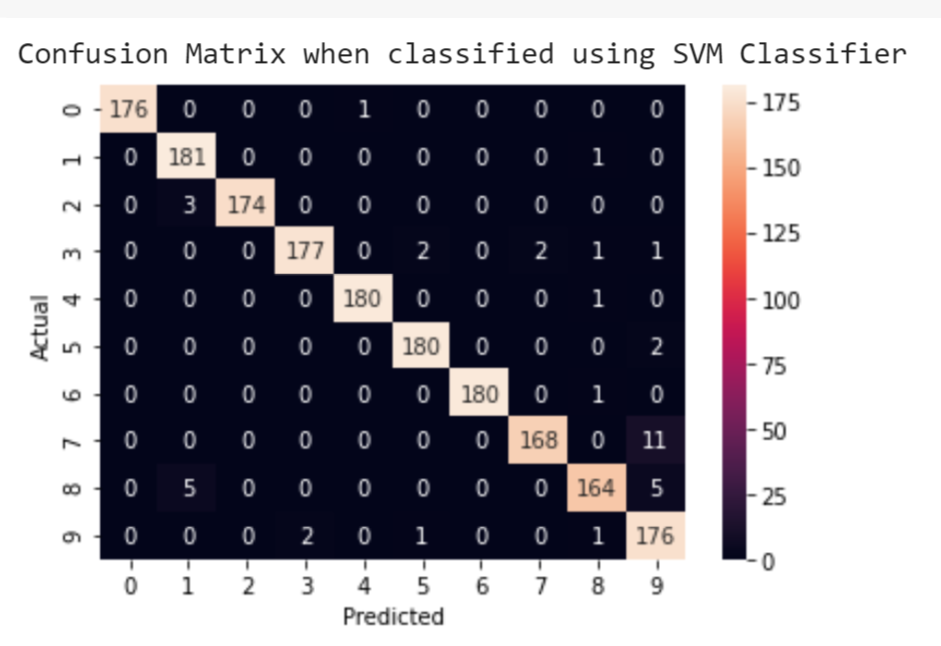 Confusion Matrix when classified using SVM Classifier
0 176 0 0 0 1 0 0 0 0 0
1 0 181 0 0 0 0 0 0 1 0
2 0 3 174 0 0 0 0 0 0 0
3 0 0 0 177 0 2 0 2 1 1
4 0 0 0 0 180 0 0 0 1 0
5 0 0 0 0 0 180 0 0 0 2
6 0 0 0 0 0 0 180 0 1 0
7 0 0 0 0 0 0 0 168 0 11
8 0 5 0 0 0 0 0 0 164 5
9 0 0 0 2 0 1 0 0 1 176
0 1 2 3 4 5 6 7 8 9
Actual
Predicted
175
150
125
100
75
50
25
0